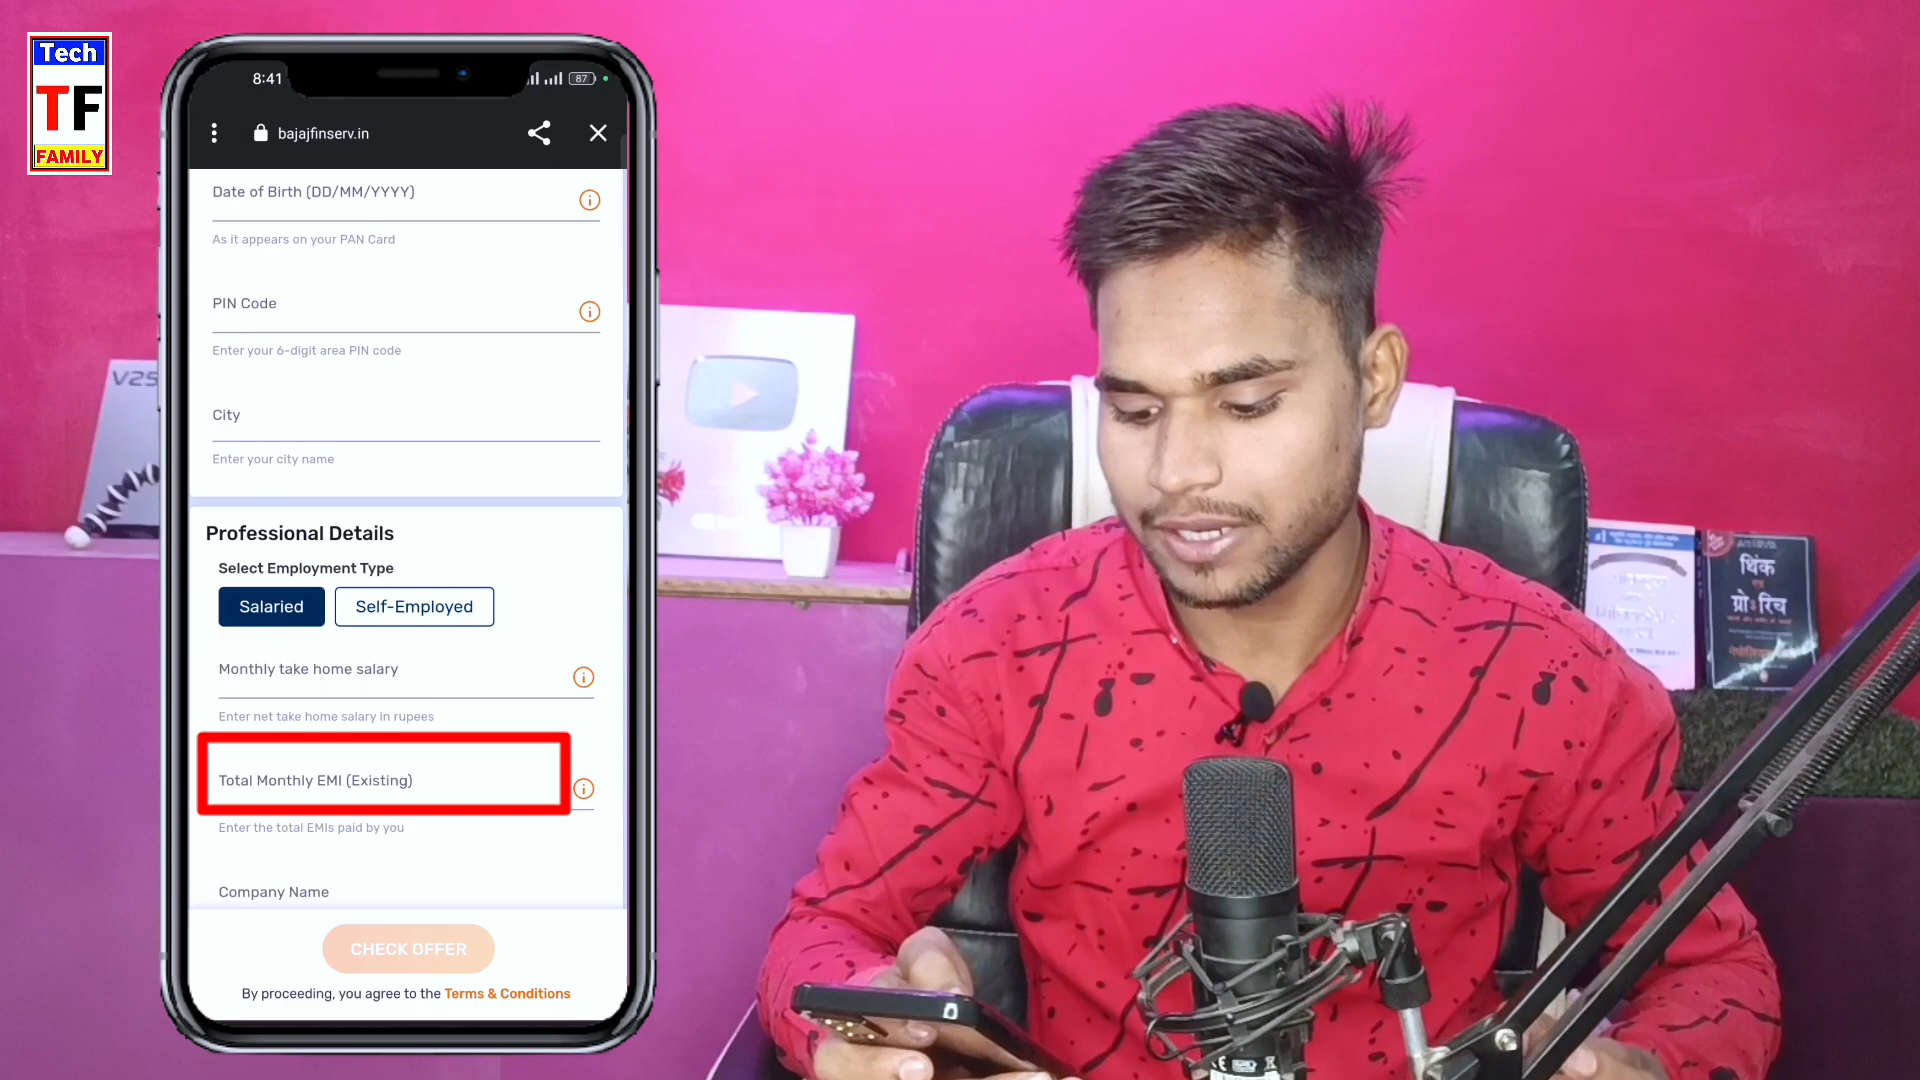 Tech
TF
FAMILY
8:41
87
bajajfinserv.in
Date of Birth (DD/MM/YYYY)
As it appears on your PAN Card
PIN Code
Enter your 6-digit area PIN code
City
Enter your city name
Professional Details
Select Employment Type
Salaried
Self-Employed
Monthly take home salary
Enter net take home salary in rupees
Total Monthly EMI (Existing)
Enter the total EMIs paid by you
Company Name
CHECK OFFER
By proceeding, you agree to the Terms & Conditions
V25
थिंक
ग्रो रिच